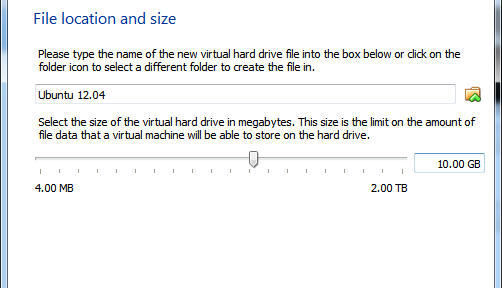 File location and size
Please type the name of the new virtual hard drive file into the box below or click on the
folder icon to select a different folder to create the file in.
Ubuntu 12.04
Select the size of the virtual hard drive in megabytes. This size is the limit on the amount of
file data that a virtual machine will be able to store on the hard drive.
10.00 GB
4.00 MB 2.00 TB